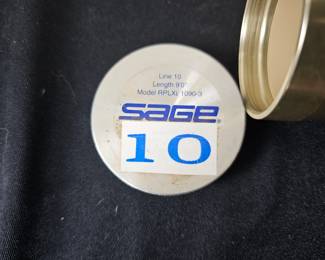 Line 10
Length 9'0"
Model RPLXi 1090-3
SAGE®
10